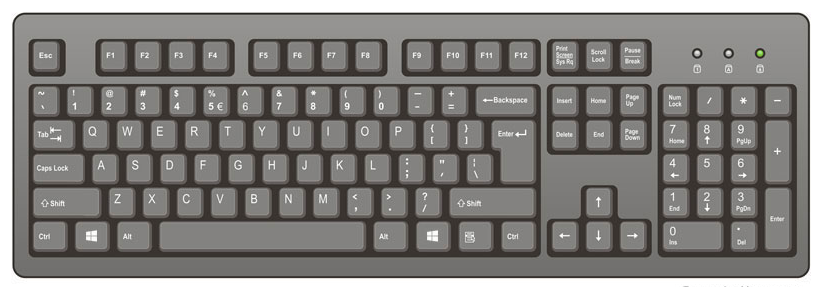 Esc F1 F2 F3 F4 F5 F6 F7 F8 F9 F10 F11 F12 Print Screen Sys Rq Scroll Lock Pause Break 1 A
~ ` ! 1 @ 2 # 3 $ 4 % 5 € ^ 6 & 7 * 8 ( 9 ) 0 – - + = ←Backspace Insert Home Page Up Num Lock / * –
Tab Q W E R T Y U I O P { [ } ] Enter Delete End Page Down 7 Home 8 ↑ 9 PgUp +
Caps Lock A S D F G H J K L : ; " ' | \ 4 ← 5 6 →
⇧ Shift Z X C V B N M < , > . ? / ⇧ Shift ↑ 1 End 2 ↓ 3 PgDn Enter
Ctrl Alt Alt Ctrl ← ↓ → 0 Ins • Del